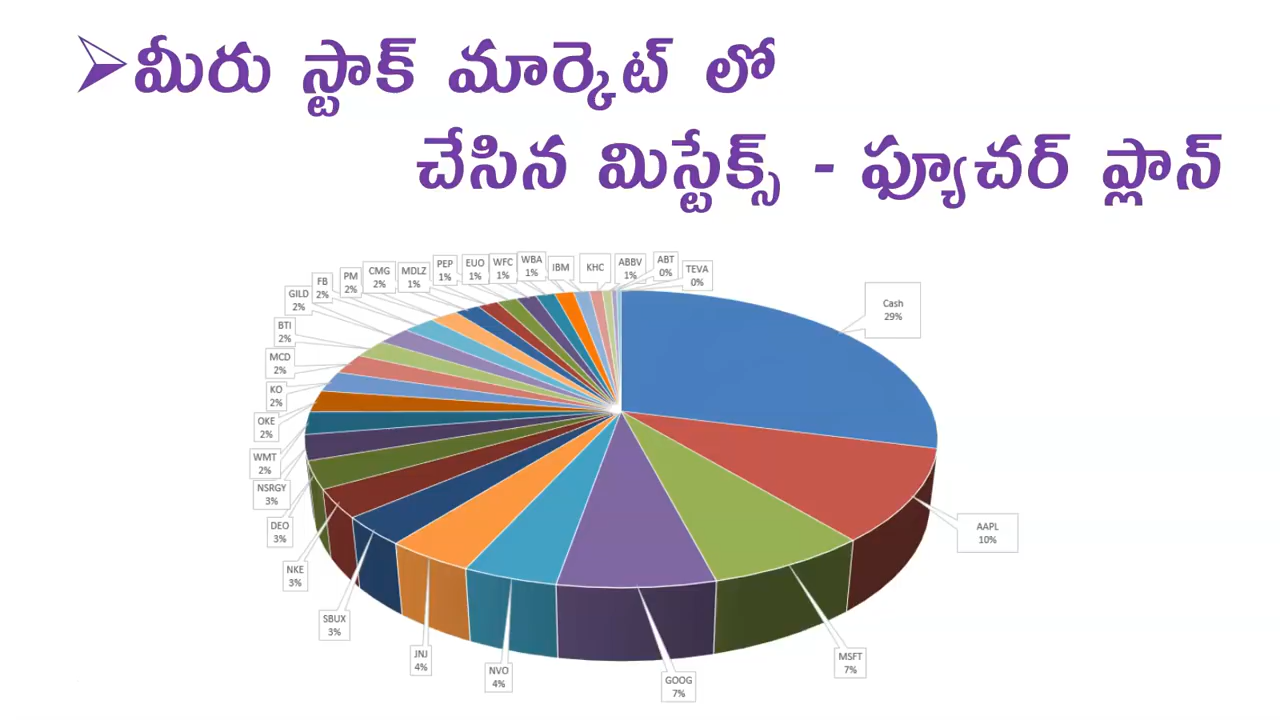 మీరు స్టాక్ మార్కెట్ లో
చేసిన మిస్టేక్స్ - ఫ్యూచర్ ప్లాన్
Cash
29%
AAPL
10%
MSFT
7%
GOOG
7%
NVO
4%
JNJ
4%
SBUX
3%
NKE
3%
DEO
3%
NSRGY
3%
WMT
2%
OKE
2%
KO
2%
MCD
2%
BTI
2%
GILD
2%
FB
2%
PM
2%
CMG
2%
MDLZ
1%
PEP
1%
EUO
1%
WFC
1%
WBA
1%
IBM
KHC
ABBV
1%
ABT
0%
TEVA
0%